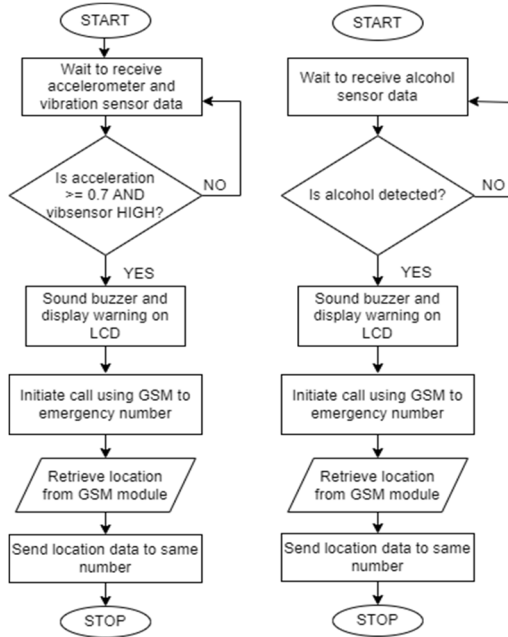 START
Wait to receive
accelerometer and
vibration sensor data
Is acceleration
>= 0.7 AND
vibsensor HIGH?
NO
YES
Sound buzzer and
display warning on
LCD
Initiate call using GSM to
emergency number
Retrieve location
from GSM module
Send location data to same
number
STOP
START
Wait to receive alcohol
sensor data
Is alcohol detected?
NO
YES
Sound buzzer and
display warning on
LCD
Initiate call using GSM to
emergency number
Retrieve location
from GSM module
Send location data to same
number
STOP